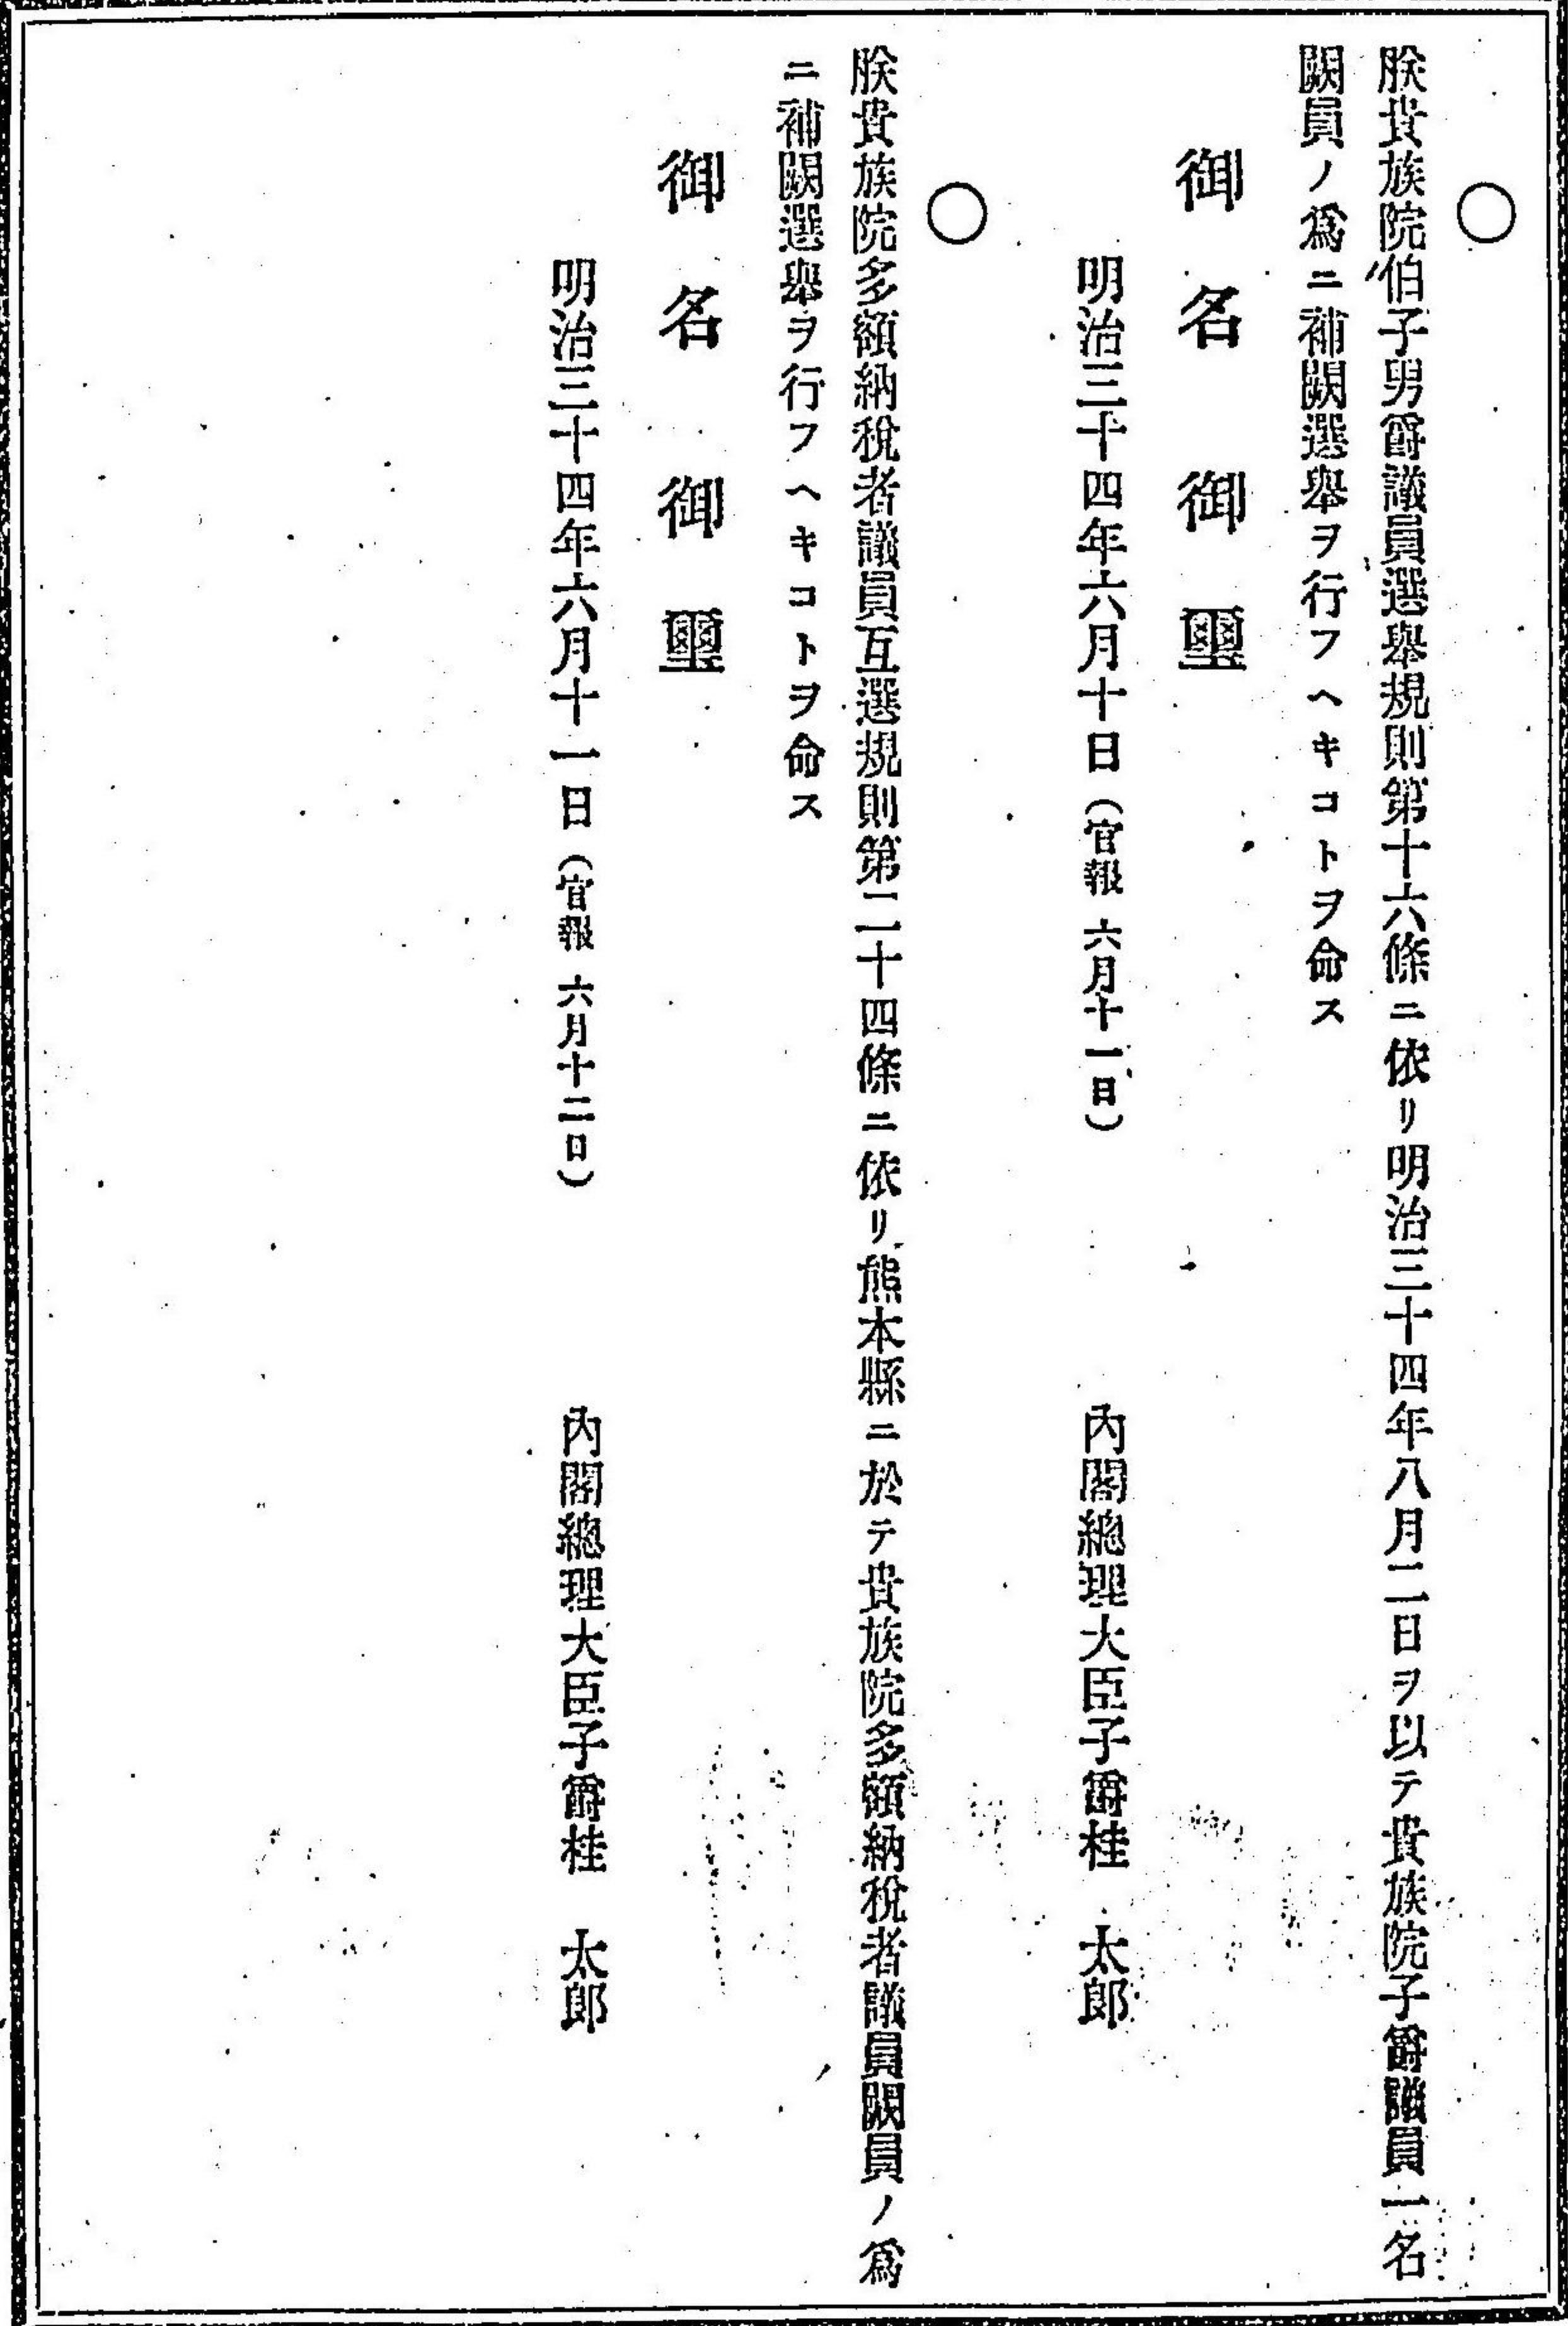 ○
朕貴族院伯子男爵議員選擧規則第十六條ニ依リ明治三十四年八月二日ヲ以テ貴族院子爵議員一名
闕員ノ爲ニ補闕選擧ヲ行フヘキコトヲ命ス
御名御璽
明治三十四年六月十日（官報 六月十一日）
內閣總理大臣子爵桂 太郎
○
朕貴族院多額納稅者議員互選規則第二十四條ニ依リ熊本縣ニ於テ貴族院多額納稅者議員闕員ノ爲
ニ補闕選擧ヲ行フヘキコトヲ命ス
御名御璽
明治三十四年六月十一日（官報 六月十二日）
內閣總理大臣子爵桂 太郎